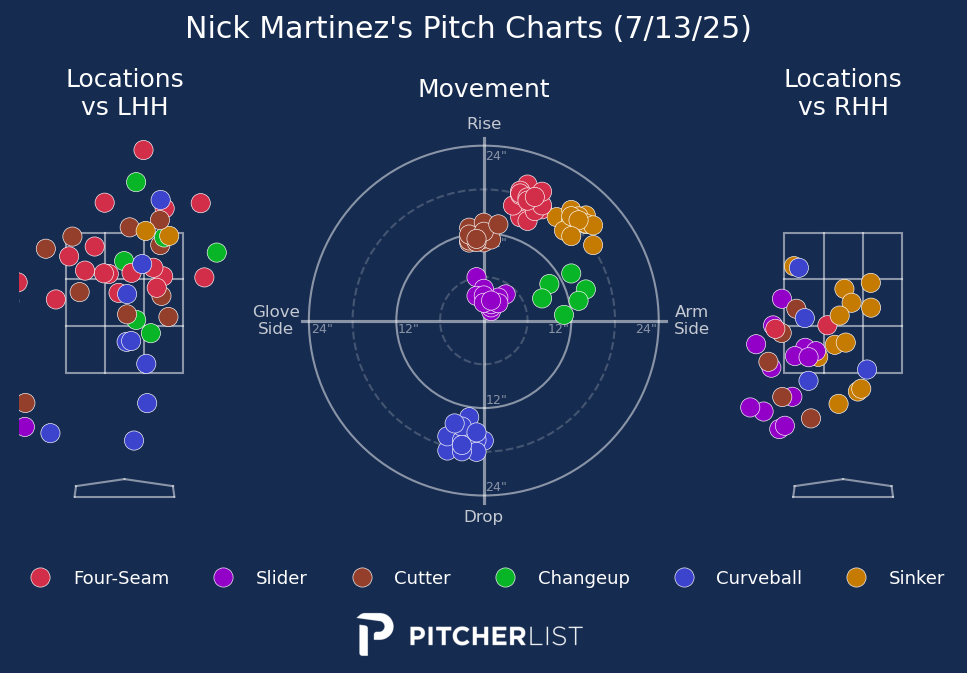 Nick Martinez's Pitch Charts (7/13/25)
Locations
vs LHH
Movement
Locations
vs RHH
Rise
24"
Glove
Side
24"
12"
12"
24"
Arm
Side
12"
24"
Drop
Four-Seam
Slider
Cutter
Changeup
Curveball
Sinker
PITCHERLIST